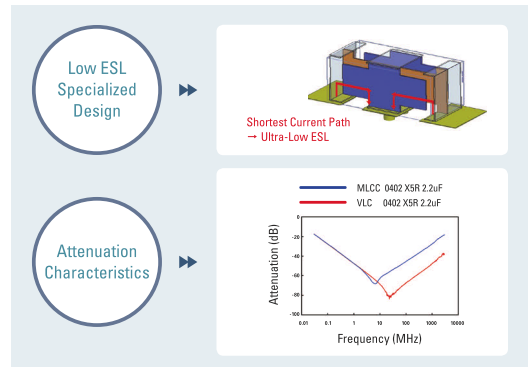 Low ESL
Specialized
Design
Shortest Current Path
→ Ultra-Low ESL
Attenuation
Characteristics
MLCC 0402 X5R 2.2uF
VLC 0402 X5R 2.2uF
Attenuation (dB)
0
-20
-40
-60
-80
-100
0.01 0.1 1 10 100 1000 10000
Frequency (MHz)